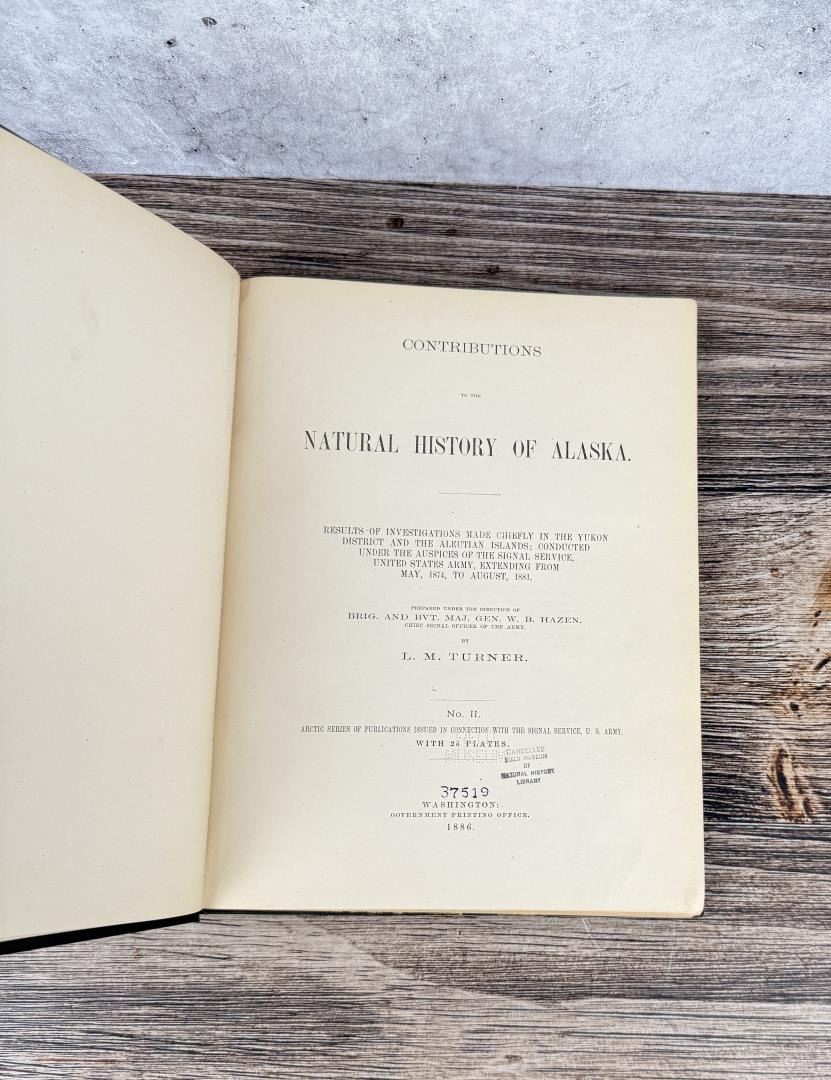 CONTRIBUTIONS
TO THE
NATURAL HISTORY OF ALASKA.
RESULTS OF INVESTIGATIONS MADE CHIEFLY IN THE YUKON
DISTRICT AND THE ALEUTIAN ISLANDS; CONDUCTED
UNDER THE AUSPICES OF THE SIGNAL SERVICE,
UNITED STATES ARMY, EXTENDING FROM
MAY, 1874, TO AUGUST, 1881.
PREPARED UNDER THE DIRECTION OF
BRIG. AND BVT. MAJ. GEN. W. B. HAZEN.
CHIEF SIGNAL OFFICER OF THE ARMY,
BY
L. M. TURNER.
No. II.
ARCTIC SERIES OF PUBLICATIONS ISSUED IN CONNECTION WITH THE SIGNAL SERVICE, U. S. ARMY.
WITH 26 PLATES.
CANCELLED
FIELD MUSEUM
OF
NATURAL HISTORY
LIBRARY
37519
WASHINGTON:
GOVERNMENT PRINTING OFFICE.
1886.